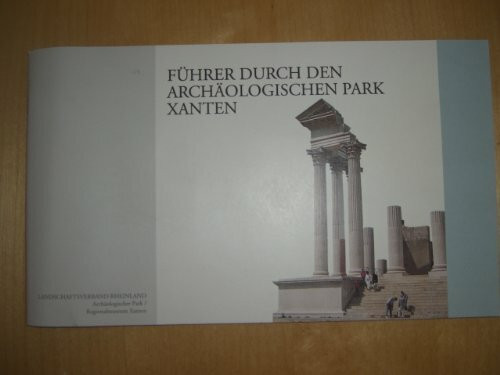 FÜHRER DURCH DEN
ARCHÄOLOGISCHEN PARK
XANTEN
LANDSCHAFTSVERBAND RHEINLAND
Archäologischer Park /
Regionalmuseum Xanten